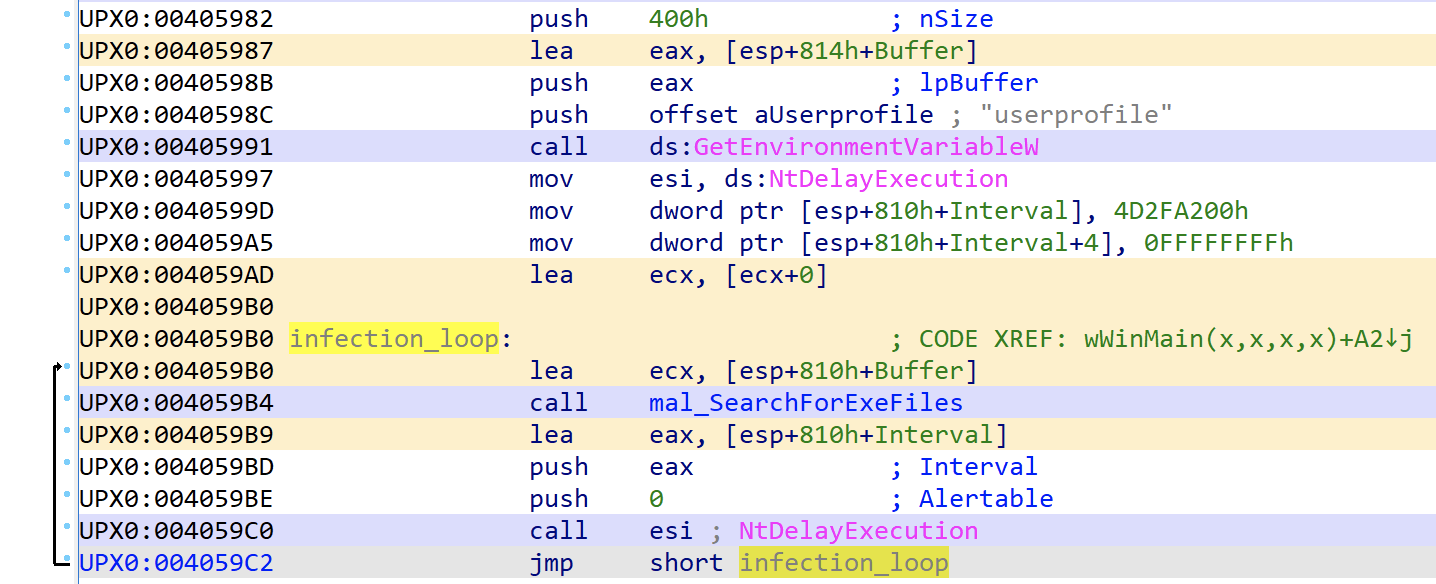 UPX0:00405982 push 400h ; nSize
UPX0:00405987 lea eax, [esp+814h+Buffer]
UPX0:0040598B push eax ; lpBuffer
UPX0:0040598C push offset aUserprofile ; "userprofile"
UPX0:00405991 call ds:GetEnvironmentVariableW
UPX0:00405997 mov esi, ds:NtDelayExecution
UPX0:0040599D mov dword ptr [esp+810h+Interval], 4D2FA200h
UPX0:004059A5 mov dword ptr [esp+810h+Interval+4], 0FFFFFFFFh
UPX0:004059AD lea ecx, [ecx+0]
UPX0:004059B0
UPX0:004059B0 infection_loop: ; CODE XREF: wWinMain(x,x,x,x)+A2↓j
UPX0:004059B0 lea ecx, [esp+810h+Buffer]
UPX0:004059B4 call mal_SearchForExeFiles
UPX0:004059B9 lea eax, [esp+810h+Interval]
UPX0:004059BD push eax ; Interval
UPX0:004059BE push 0 ; Alertable
UPX0:004059C0 call esi ; NtDelayExecution
UPX0:004059C2 jmp short infection_loop